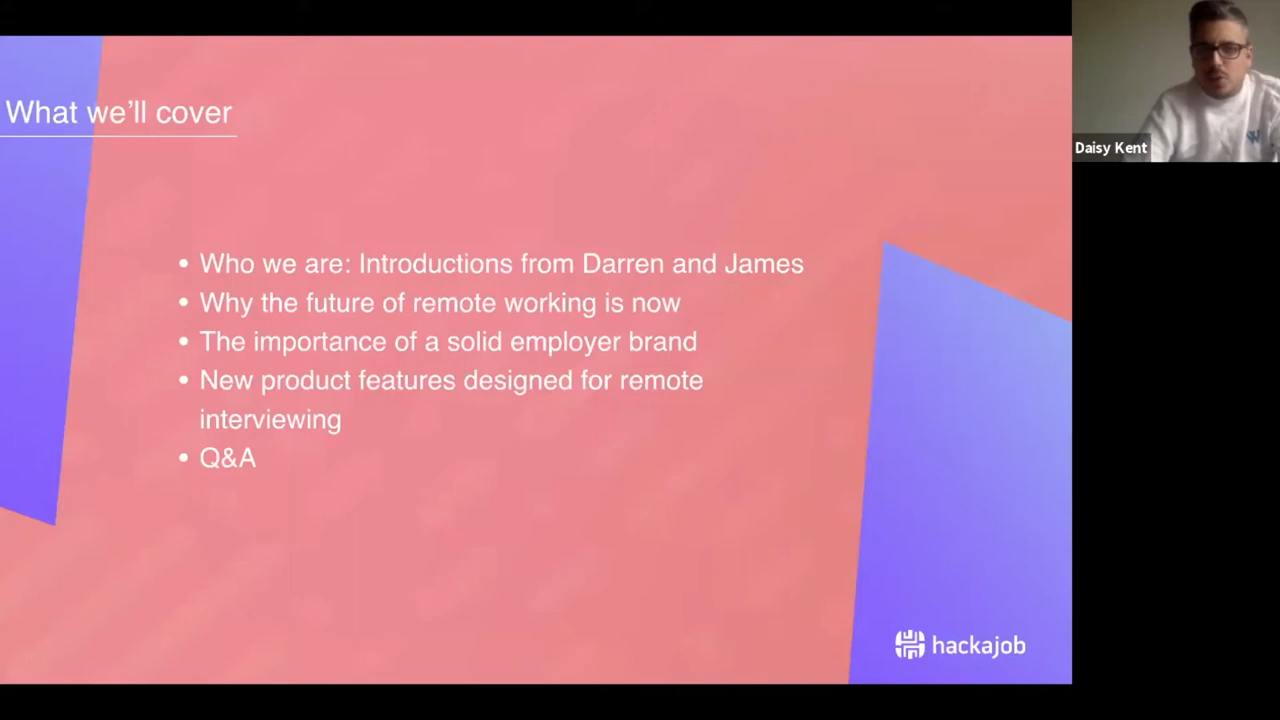 What we'll cover
• Who we are: Introductions from Darren and James
• Why the future of remote working is now
• The importance of a solid employer brand
• New product features designed for remote
interviewing
• Q&A
hackajob
Daisy Kent